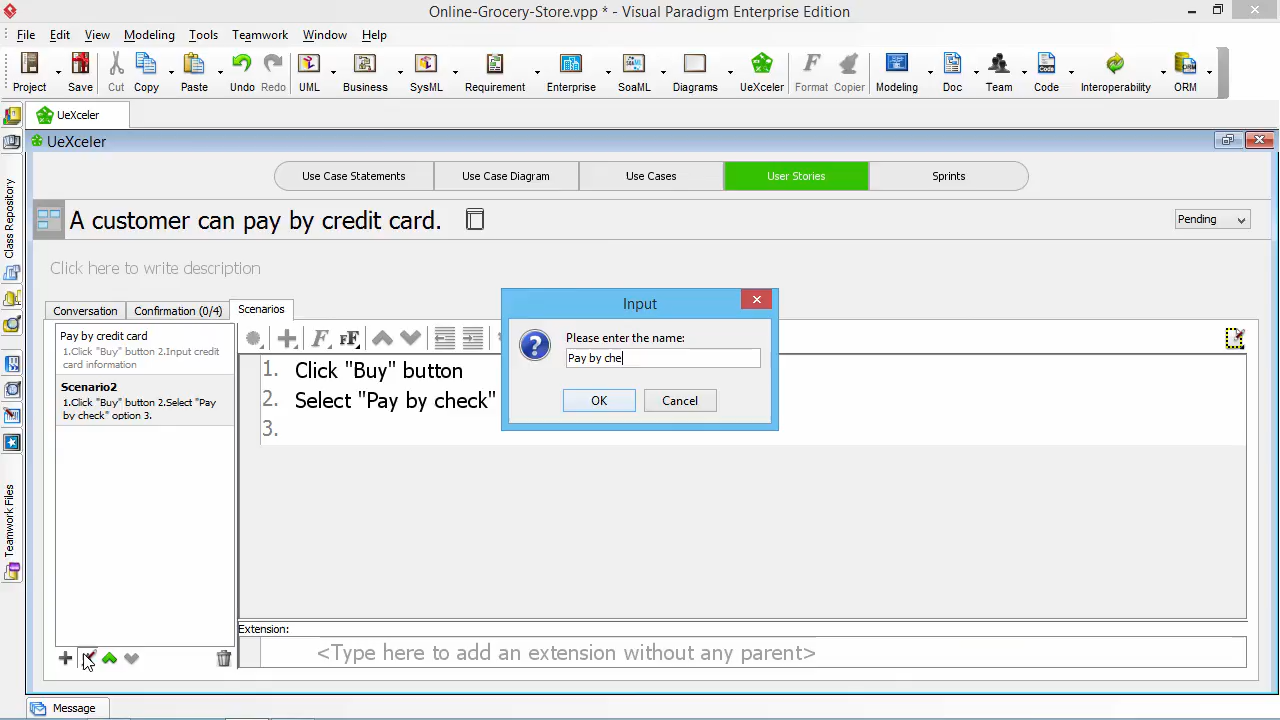 Online-Grocery-Store.vpp * - Visual Paradigm Enterprise Edition
File Edit View Modeling Tools Teamwork Window Help
Project Save Cut Copy Paste Undo Redo UML Business SysML Requirement Enterprise SoaML Diagrams UeXceler Format Copier Modeling Doc Team Code Interoperability ORM
UeXceler
UeXceler
Use Case Statements Use Case Diagram Use Cases User Stories Sprints
A customer can pay by credit card.
Pending
Click here to write description
Conversation Confirmation (0/4) Scenarios
Pay by credit card
1.Click "Buy" button 2.Input credit
card information
Scenario2
1.Click "Buy" button 2.Select "Pay
by check" option 3.
1. Click "Buy" button
2. Select "Pay by check"
3.
Input
Please enter the name:
Pay by che
OK Cancel
Extension:
<Type here to add an extension without any parent>
Class Repository
Teamwork Files
Message